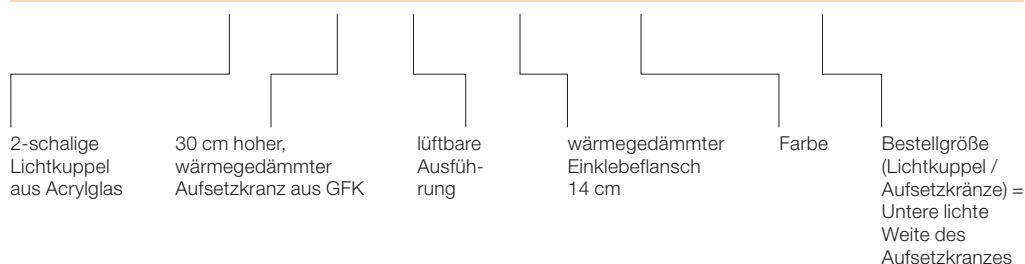 2-schalige
Lichtkuppel
aus Acrylglas
30 cm hoher,
wärmegedämmter
Aufsetzkranz aus GFK
lüftbare
Ausfüh-
rung
wärmegedämmter
Einklebeflansch
14 cm
Farbe
Bestellgröße
(Lichtkuppel /
Aufsetzkränze) =
Untere lichte
Weite des
Aufsetzkranzes